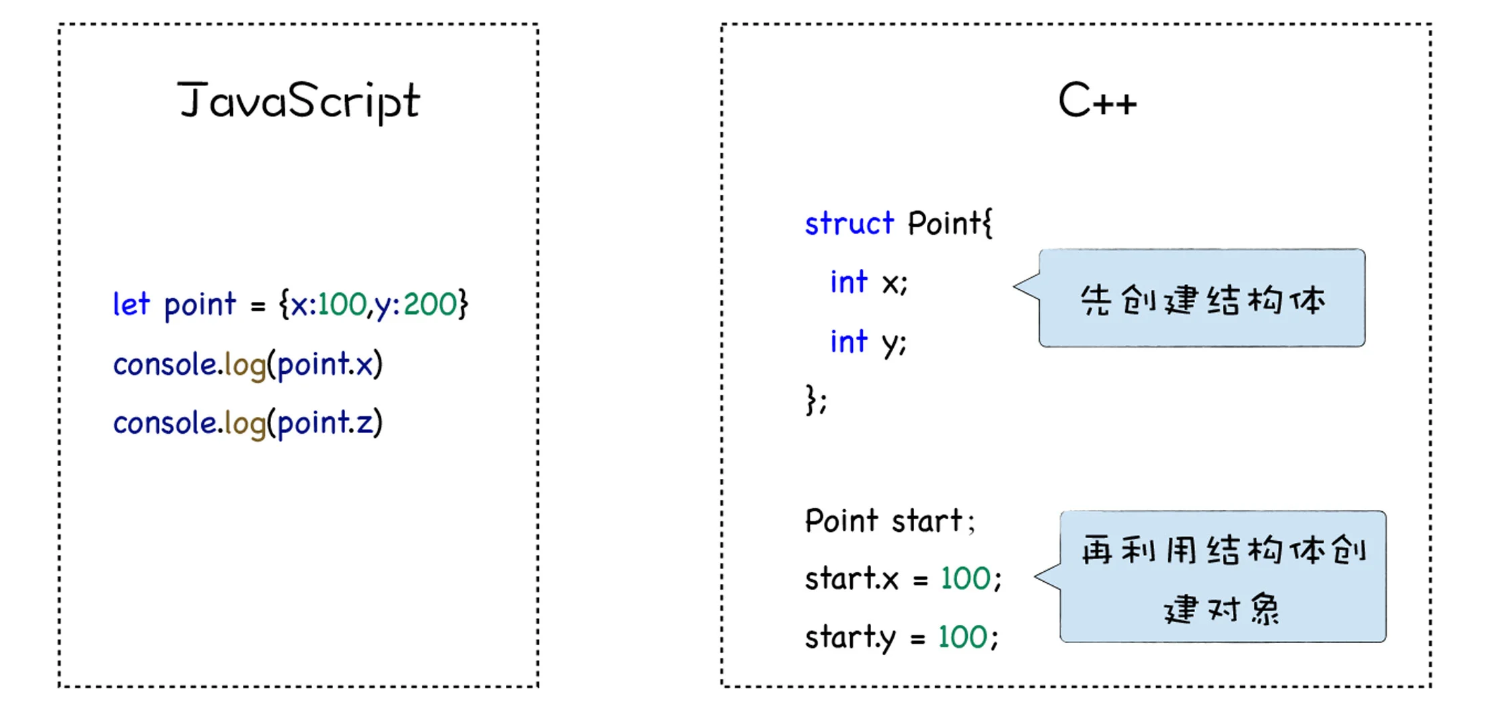 JavaScript
let point = {x:100,y:200}
console.log(point.x)
console.log(point.z)
C++
struct Point{
int x;
int y;
};
先创建结构体
Point start;
start.x = 100;
start.y = 100;
再利用结构体创
建对象